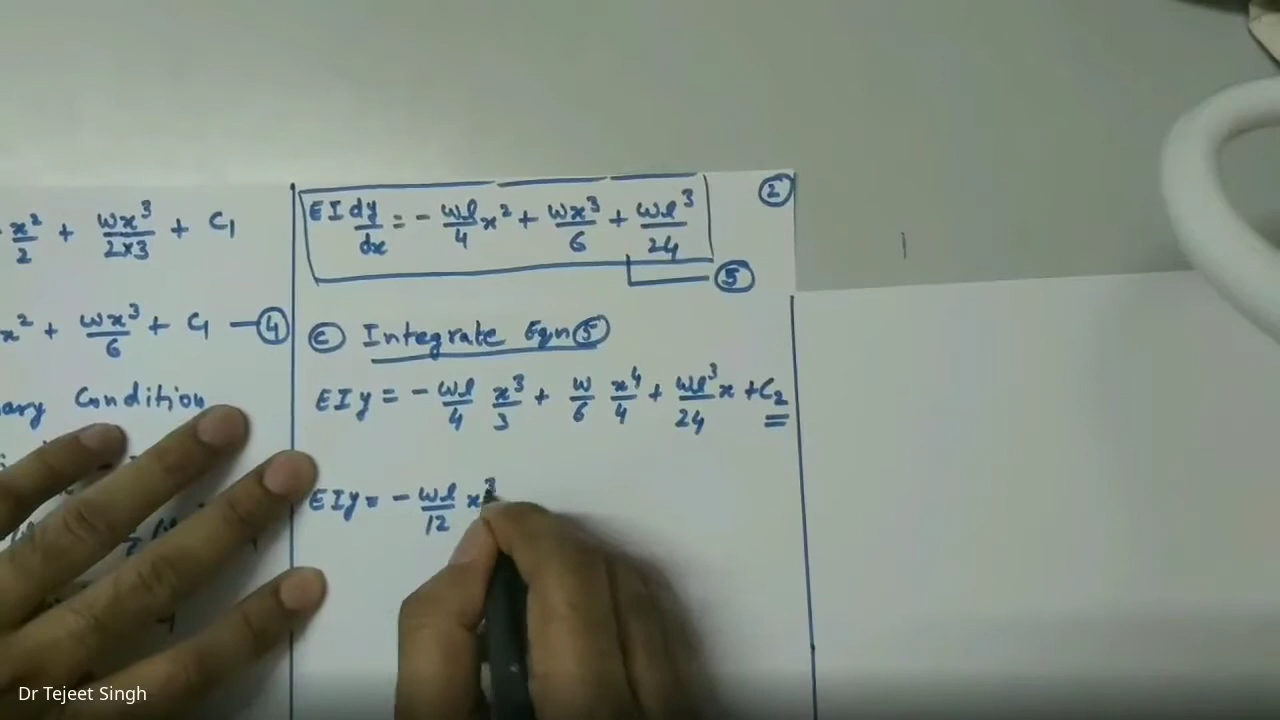 x²/2 + wx³/2×3 + C₁
x² + wx³/6 + C₁ — ④
ary Condition
②
EI dy/dx = - wl/4 x² + wx³/6 + wl³/24
⑤
Ⓒ Integrate Eqn ⑤
EIy = - wl/4 x³/3 + w/6 x⁴/4 + wl³/24 x + C₂
EIy = - wl/12 x³
Dr Tejeet Singh